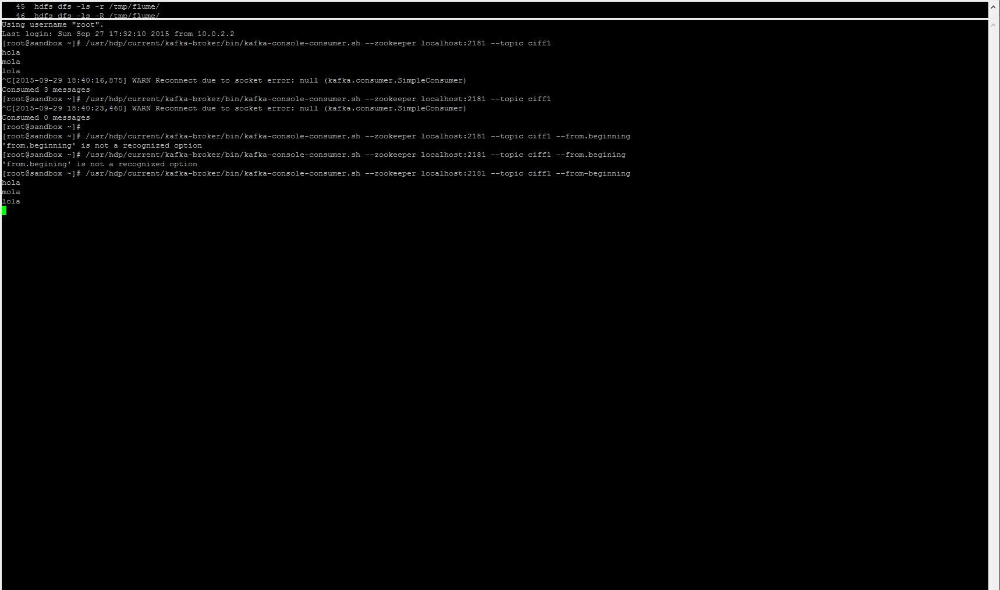 45  hdfs dfs -ls -r /tmp/flume/
46  hdfs dfs -ls -R /tmp/flume/
Using username "root".
Last login: Sun Sep 27 17:32:10 2015 from 10.0.2.2
[root@sandbox ~]# /usr/hdp/current/kafka-broker/bin/kafka-console-consumer.sh --zookeeper localhost:2181 --topic ciff1
hola
mola
lola
^C[2015-09-29 18:40:16,875] WARN Reconnect due to socket error: null (kafka.consumer.SimpleConsumer)
Consumed 3 messages
[root@sandbox ~]# /usr/hdp/current/kafka-broker/bin/kafka-console-consumer.sh --zookeeper localhost:2181 --topic ciff1
^C[2015-09-29 18:40:23,460] WARN Reconnect due to socket error: null (kafka.consumer.SimpleConsumer)
Consumed 0 messages
[root@sandbox ~]#
[root@sandbox ~]# /usr/hdp/current/kafka-broker/bin/kafka-console-consumer.sh --zookeeper localhost:2181 --topic ciff1 --from.beginning
'from.beginning' is not a recognized option
[root@sandbox ~]# /usr/hdp/current/kafka-broker/bin/kafka-console-consumer.sh --zookeeper localhost:2181 --topic ciff1 --from.begining
'from.begining' is not a recognized option
[root@sandbox ~]# /usr/hdp/current/kafka-broker/bin/kafka-console-consumer.sh --zookeeper localhost:2181 --topic ciff1 --from-beginning
hola
mola
lola